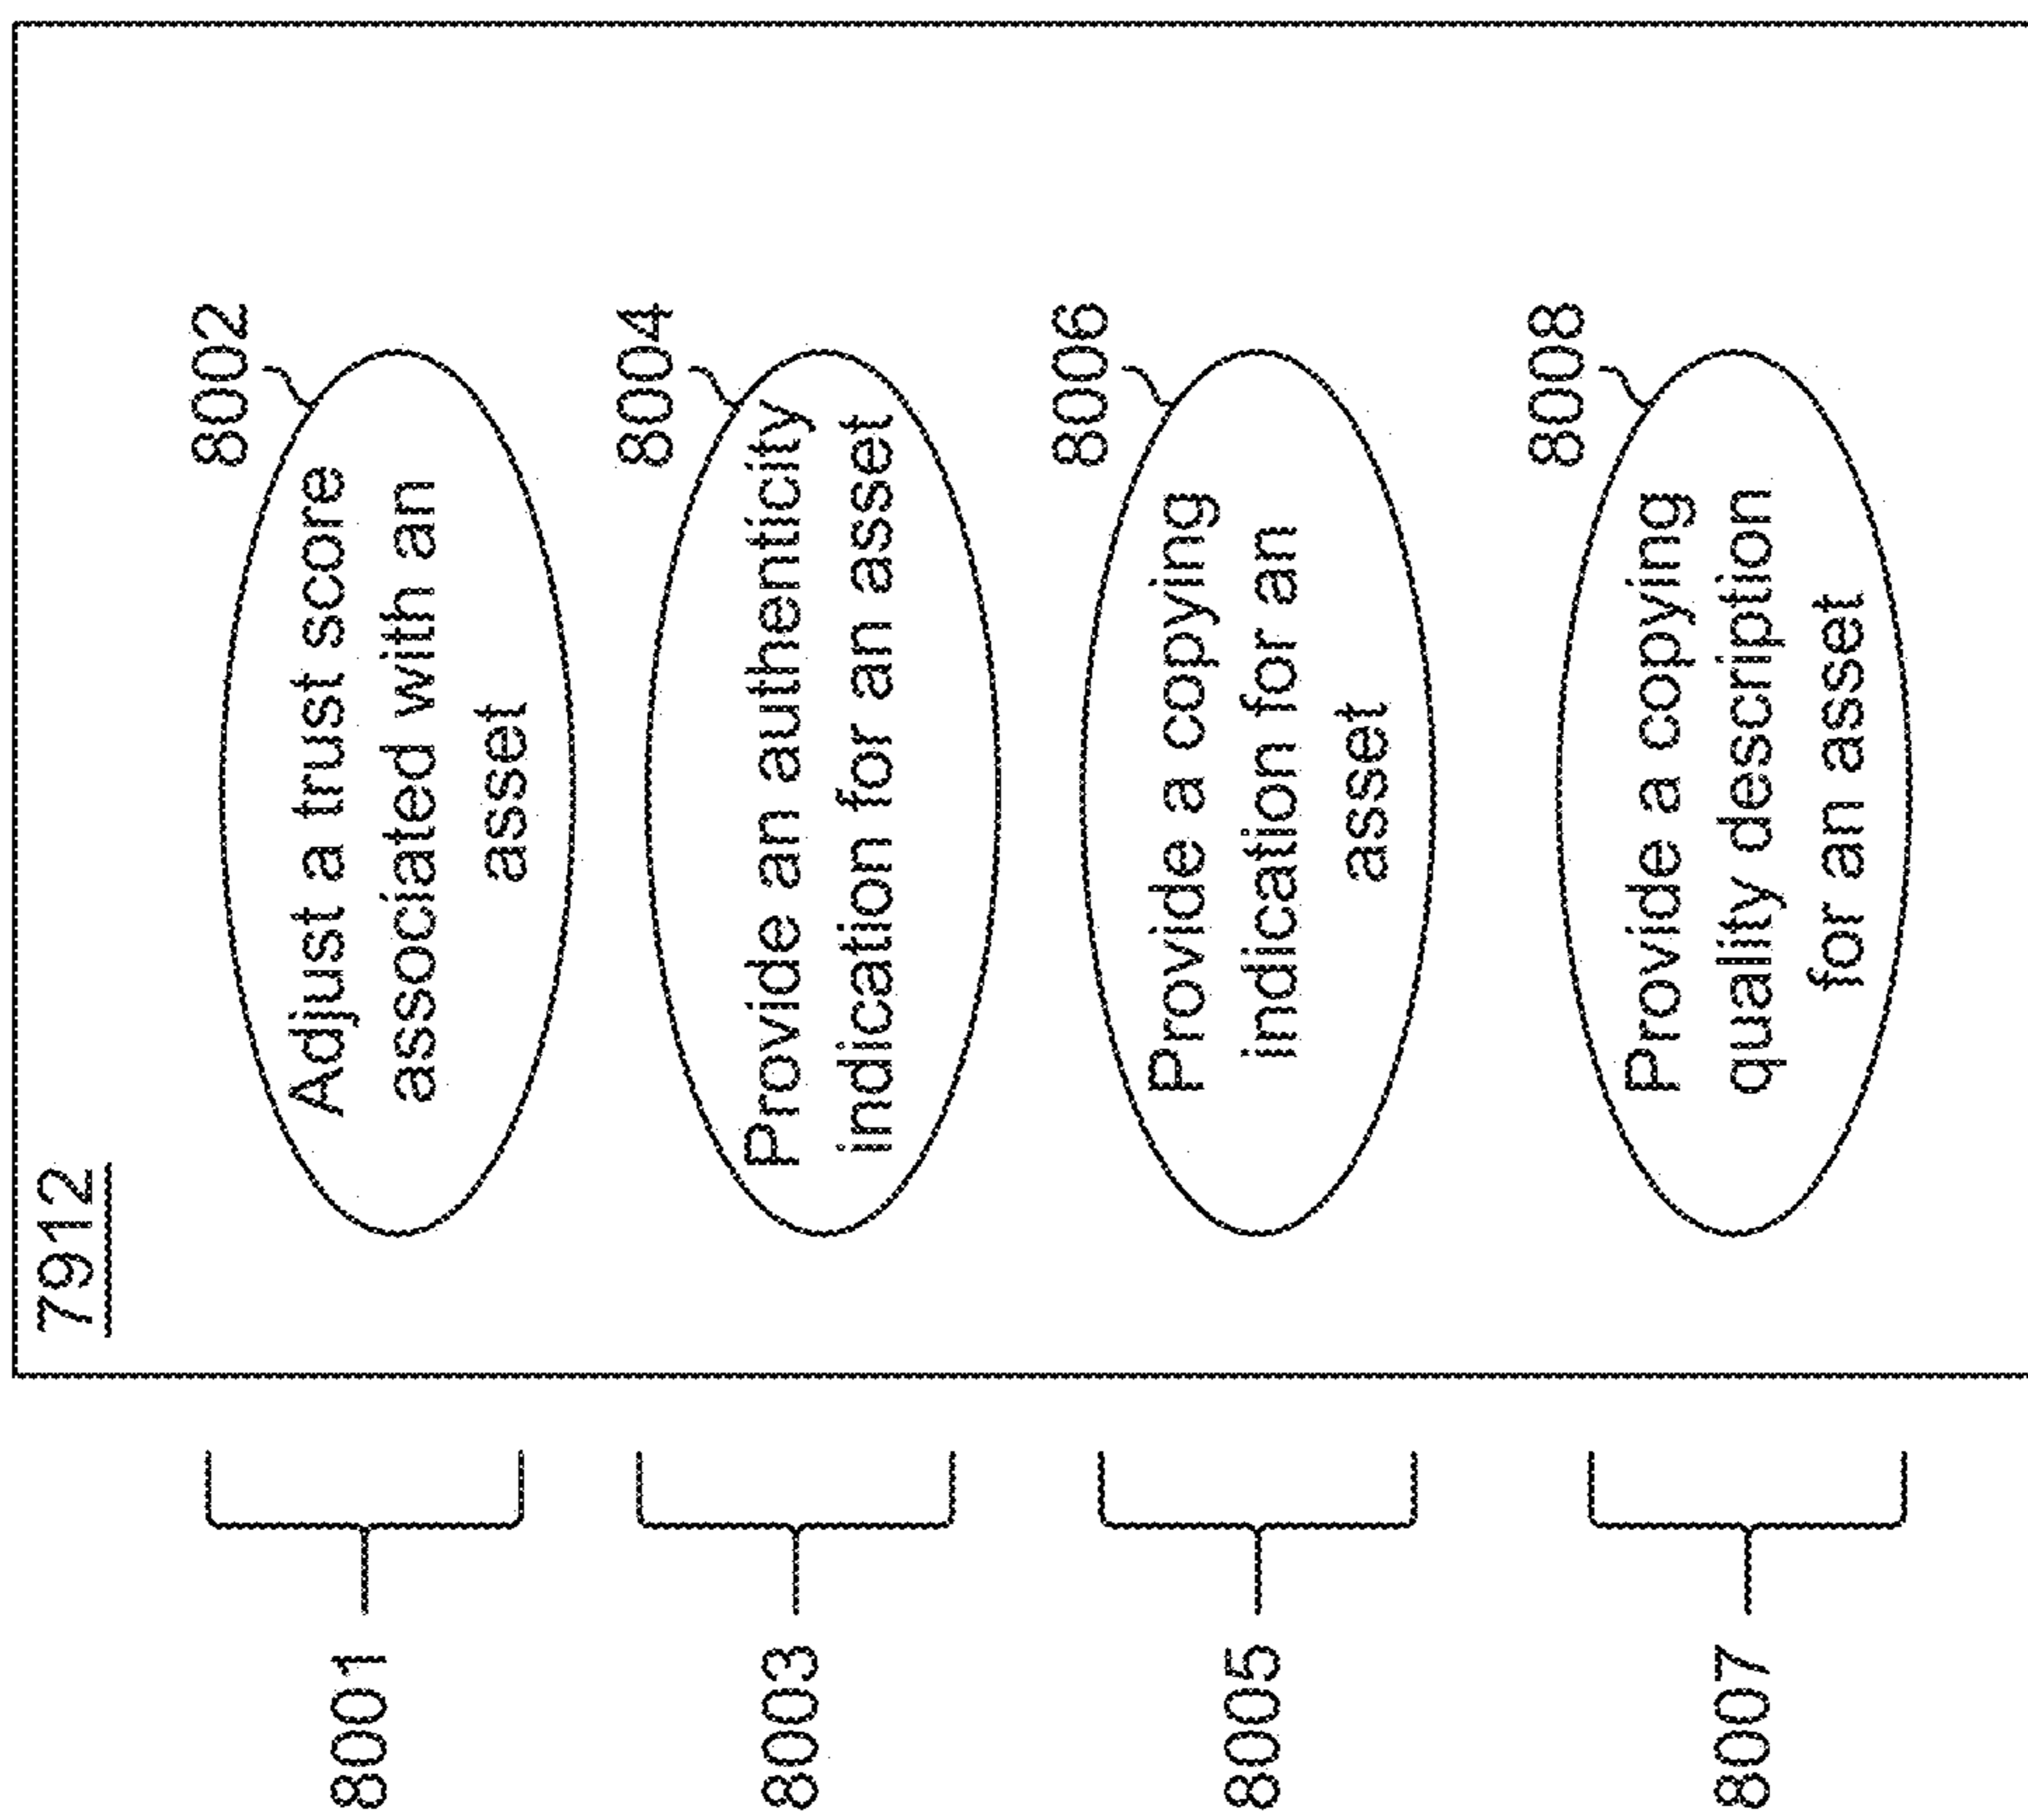 7912
8001
Adjust a trust score
associated with an
asset
8002
8003
Provide an authenticity
indication for an asset
8004
8005
Provide a copying
indication for an
asset
8006
8007
Provide a copying
quality description
for an asset
8008